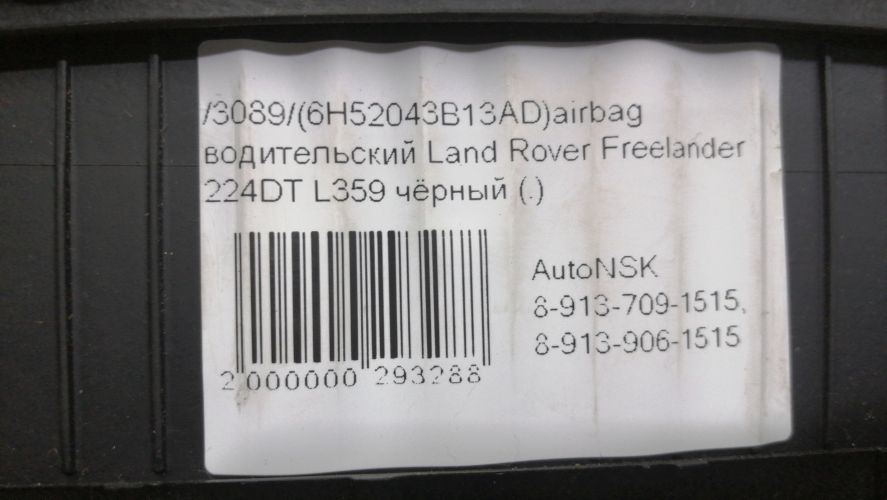 /3089/(6H52043B13AD)airbag
водительский Land Rover Freelander
224DT L359 чёрный (.)
AutoNSK
8-913-709-1515,
8-913-906-1515
2 000000 293288